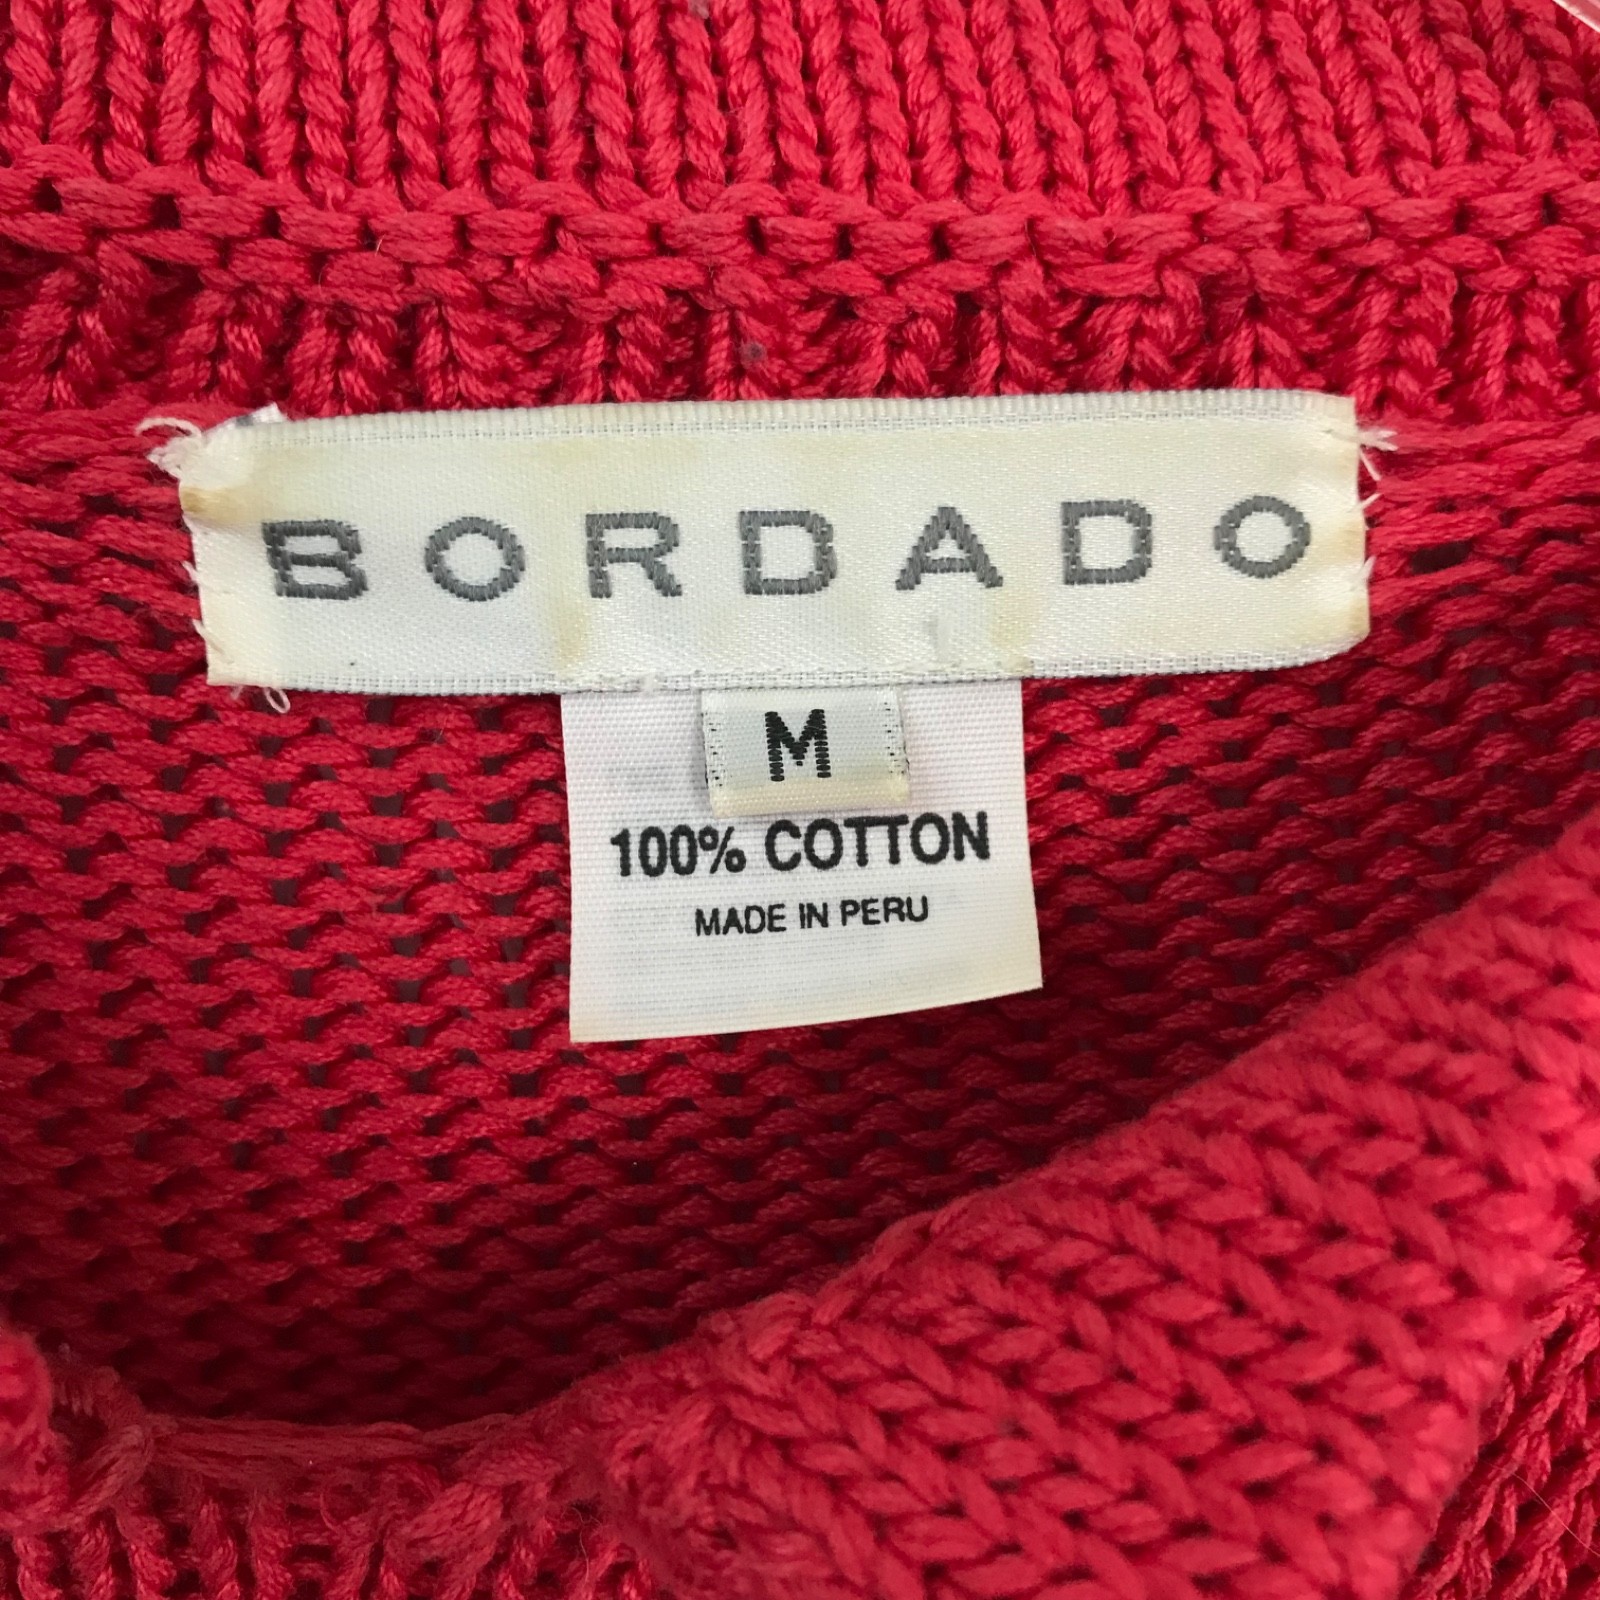 BORDADO
M
100% COTTON
MADE IN PERU